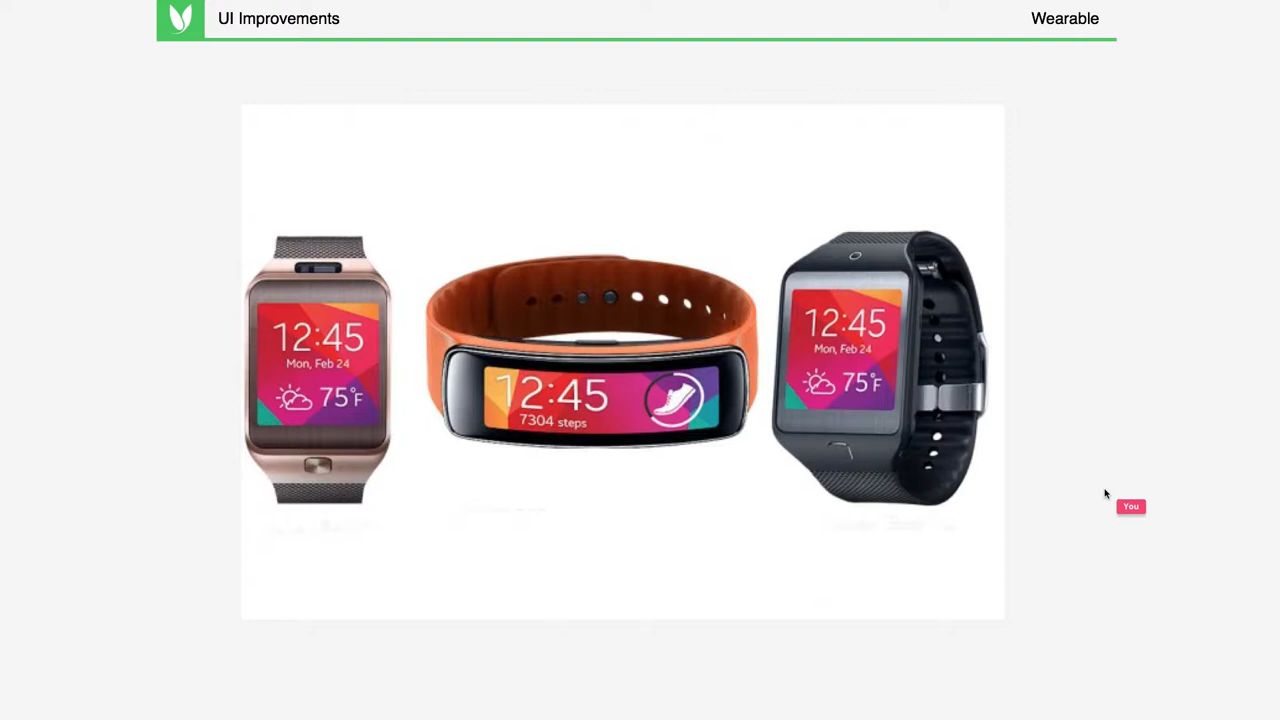 UI Improvements
Wearable
12:45
Mon, Feb 24
75°F
12:45
7304 steps
12:45
Mon, Feb 24
75°F
You